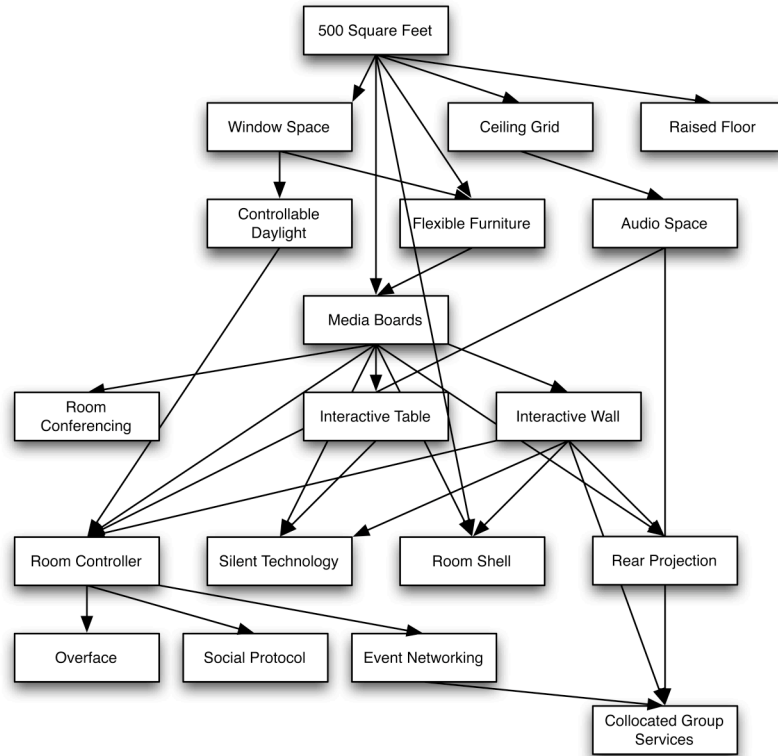 500 Square Feet
Window Space
Ceiling Grid
Raised Floor
Controllable
Daylight
Flexible Furniture
Audio Space
Media Boards
Room
Conferencing
Interactive Table
Interactive Wall
Room Controller
Silent Technology
Room Shell
Rear Projection
Overface
Social Protocol
Event Networking
Collocated Group
Services